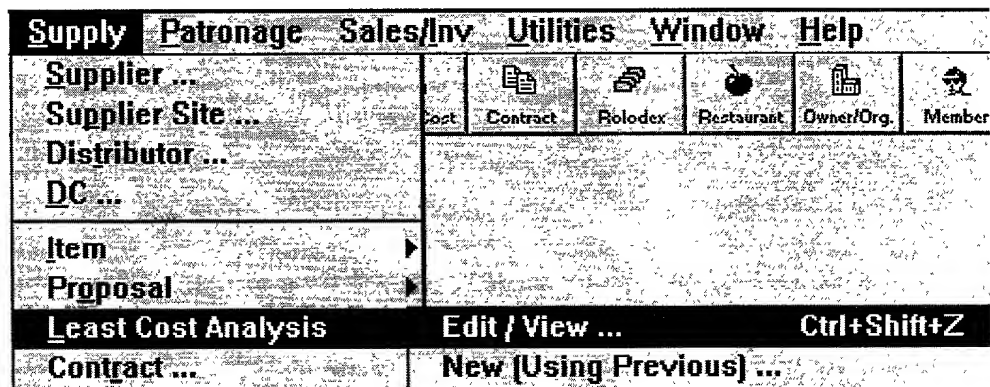 Supply Patronage Sales/Inv Utilities Window Help
Supplier ...
Supplier Site ...
Distributor ...
DC ...
ost Contract Rolodex Restaurant Owner/Org. Member
Item
Proposal
Least Cost Analysis Edit / View ... Ctrl+Shift+Z
Contract ... New (Using Previous) ...